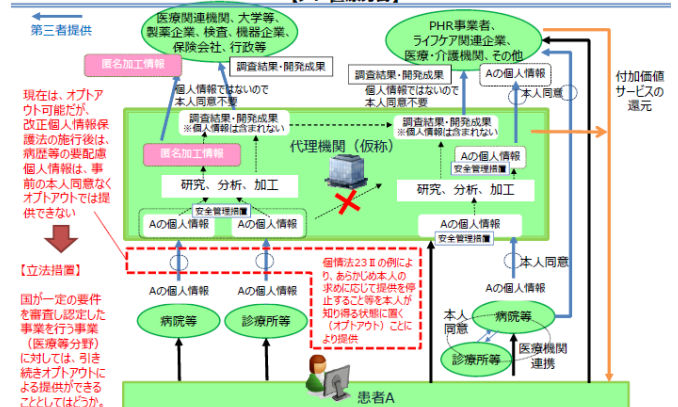 第三者提供
医療関連機関、大学等、
製薬企業、検査、機器企業、
保険会社、行政等
PHR事業者、
ライフケア関連企業、
医療・介護機関、その他
匿名加工情報
調査結果・開発成果
個人情報ではないので
本人同意不要
調査結果・開発成果
個人情報ではないので
本人同意不要
Aの個人情報
本人同意
付加価値
サービスの
還元
現在は、オプトア
ウト可能だが、
改正個人情報保
護法の施行後は、
病歴等の要配慮
個人情報は、事
前の本人同意なく
オプトアウトでは提
供できない
調査結果・開発成果
※個人情報は含まれない
匿名加工情報
研究、分析、加工
安全管理措置
Aの個人情報
Aの個人情報
代理機関(仮称)
調査結果・開発成果
※個人情報は含まれない
Aの個人情報
安全管理措置
研究、分析、加工
Aの個人情報
安全管理措置
【立法措置】
国が一定の要件
を審査し認定した
事業を行う事業
(医療等分野)
に対しては、引き
続きオプトアウトに
よる提供ができる
こととしてはどうか。
Aの個人情報
Aの個人情報
個情法23Ⅱの例によ
り、あらかじめ本人の
求めに応じて提供を停
止すること等を本人が
知り得る状態に置く
(オプトアウト)ことに
より提供
本人同意
Aの個人情報
病院等
診療所等
本人
同意
病院等
診療所等
医療機関
連携
患者A